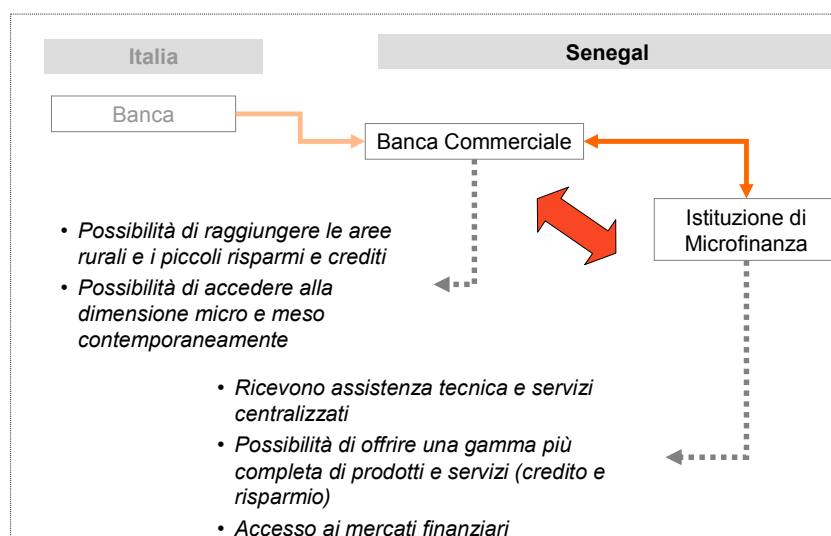 Italia
Senegal
Banca
Banca Commerciale
Istituzione di
Microfinanza
• Possibilità di raggiungere le aree
rurali e i piccoli risparmi e crediti
• Possibilità di accedere alla
dimensione micro e meso
contemporaneamente
• Ricevono assistenza tecnica e servizi
centralizzati
• Possibilità di offrire una gamma più
completa di prodotti e servizi (credito e
risparmio)
• Accesso ai mercati finanziari